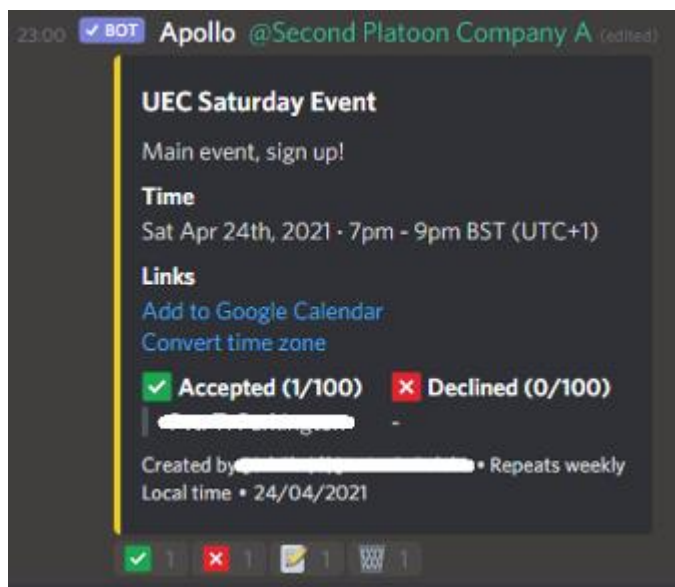 23:00 ✓ BOT Apollo @Second Platoon Company A (edited)
UEC Saturday Event
Main event, sign up!
Time
Sat Apr 24th, 2021 · 7pm - 9pm BST (UTC+1)
Links
Add to Google Calendar
Convert time zone
Accepted (1/100) Declined (0/100)
-
Created by • Repeats weekly
Local time • 24/04/2021
1 1 1 1